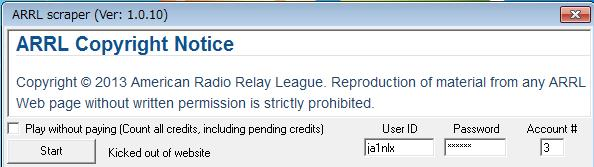 ARRL scraper (Ver: 1.0.10)
ARRL Copyright Notice
Copyright © 2013 American Radio Relay League. Reproduction of material from any ARRL
Web page without written permission is strictly prohibited.
Play without paying (Count all credits, including pending credits)
User ID
Password
Account #
Start
Kicked out of website
ja1nlx
******
3